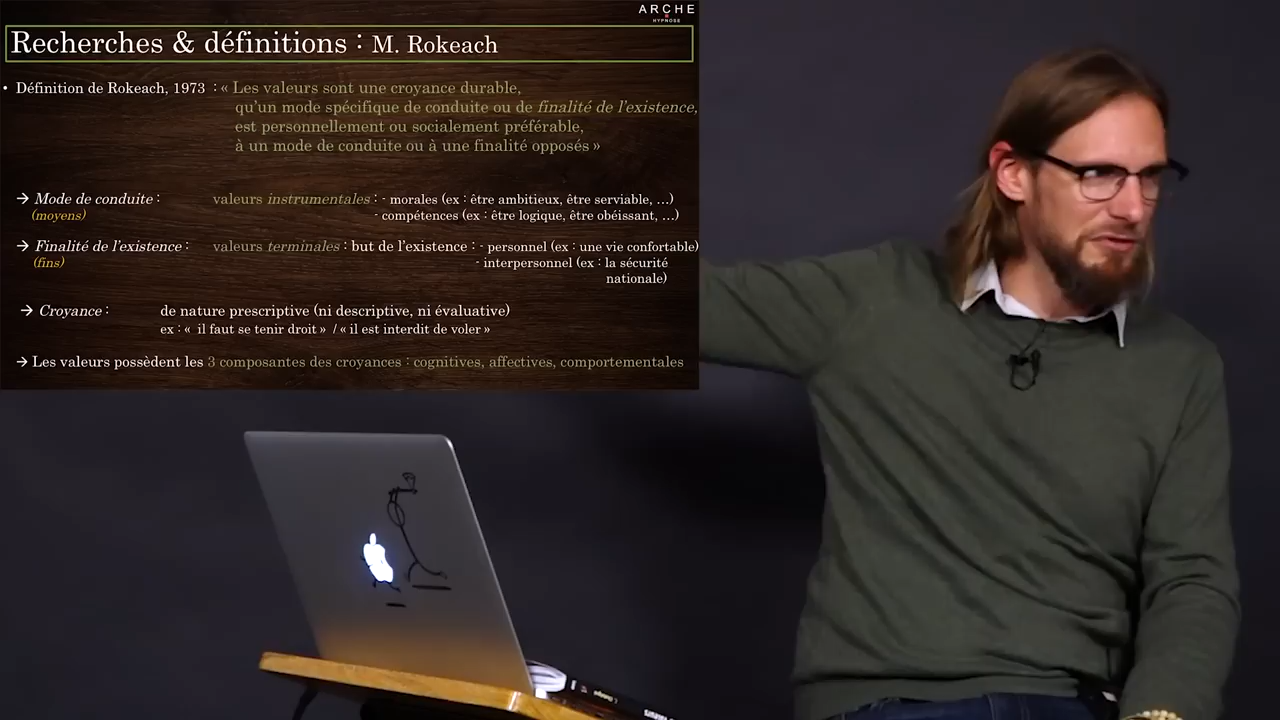 ARCHE
HYPNOSE
Recherches & définitions : M. Rokeach
• Définition de Rokeach, 1973 : « Les valeurs sont une croyance durable,
qu'un mode spécifique de conduite ou de finalité de l'existence,
est personnellement ou socialement préférable,
à un mode de conduite ou à une finalité opposés »
→ Mode de conduite : valeurs instrumentales : - morales (ex : être ambitieux, être serviable, …)
(moyens) - compétences (ex : être logique, être obéissant, …)
→ Finalité de l'existence : valeurs terminales : but de l'existence : - personnel (ex : une vie confortable)
(fins) - interpersonnel (ex : la sécurité
nationale)
→ Croyance : de nature prescriptive (ni descriptive, ni évaluative)
ex : « il faut se tenir droit » / « il est interdit de voler »
→ Les valeurs possèdent les 3 composantes des croyances : cognitives, affectives, comportementales